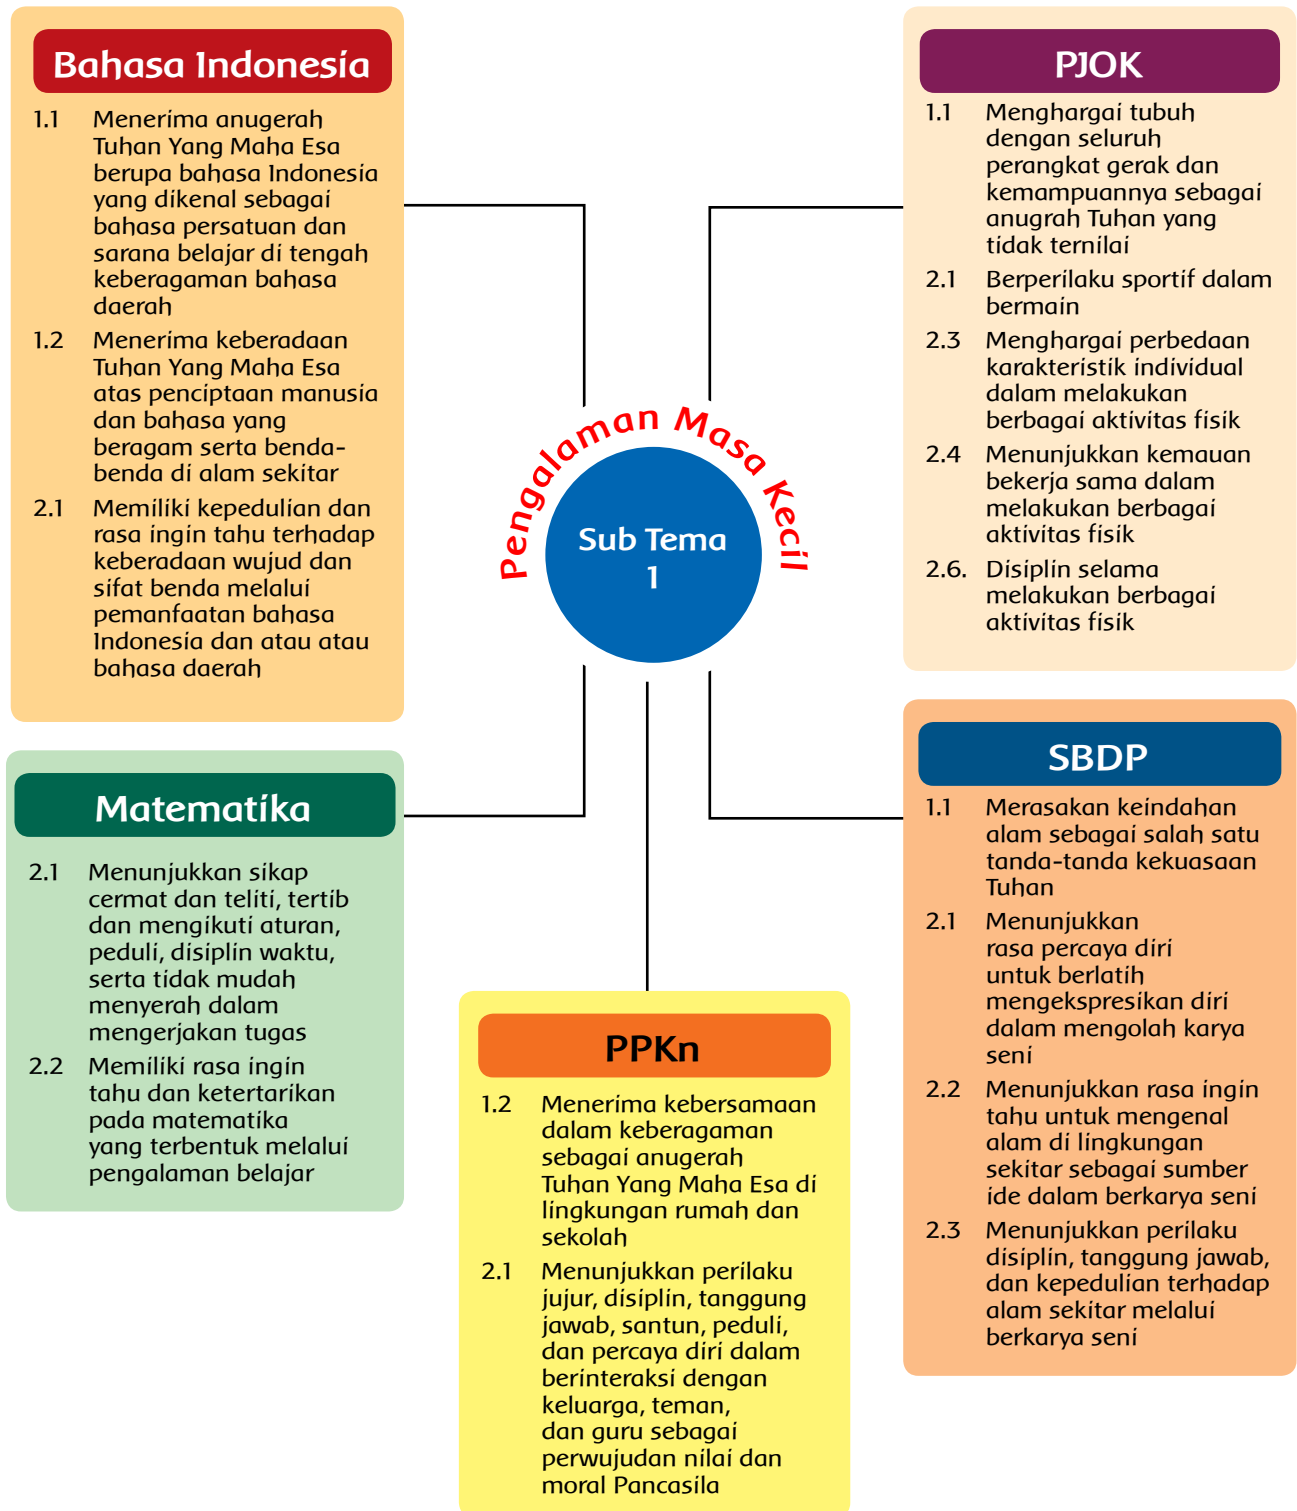 Bahasa Indonesia
1.1 Menerima anugerah
Tuhan Yang Maha Esa
berupa bahasa Indonesia
yang dikenal sebagai
bahasa persatuan dan
sarana belajar di tengah
keberagaman bahasa
daerah
1.2 Menerima keberadaan
Tuhan Yang Maha Esa
atas penciptaan manusia
dan bahasa yang
beragam serta benda-
benda di alam sekitar
2.1 Memiliki kepedulian dan
rasa ingin tahu terhadap
keberadaan wujud dan
sifat benda melalui
pemanfaatan bahasa
Indonesia dan atau atau
bahasa daerah
PJOK
1.1 Menghargai tubuh
dengan seluruh
perangkat gerak dan
kemampuannya sebagai
anugrah Tuhan yang
tidak ternilai
2.1 Berperilaku sportif dalam
bermain
2.3 Menghargai perbedaan
karakteristik individual
dalam melakukan
berbagai aktivitas fisik
2.4 Menunjukkan kemauan
bekerja sama dalam
melakukan berbagai
aktivitas fisik
2.6. Disiplin selama
melakukan berbagai
aktivitas fisik
Pengalaman Masa Kecil
Sub Tema
1
Matematika
2.1 Menunjukkan sikap
cermat dan teliti, tertib
dan mengikuti aturan,
peduli, disiplin waktu,
serta tidak mudah
menyerah dalam
mengerjakan tugas
2.2 Memiliki rasa ingin
tahu dan ketertarikan
pada matematika
yang terbentuk melalui
pengalaman belajar
PPKn
1.2 Menerima kebersamaan
dalam keberagaman
sebagai anugerah
Tuhan Yang Maha Esa di
lingkungan rumah dan
sekolah
2.1 Menunjukkan perilaku
jujur, disiplin, tanggung
jawab, santun, peduli,
dan percaya diri dalam
berinteraksi dengan
keluarga, teman,
dan guru sebagai
perwujudan nilai dan
moral Pancasila
SBDP
1.1 Merasakan keindahan
alam sebagai salah satu
tanda-tanda kekuasaan
Tuhan
2.1 Menunjukkan
rasa percaya diri
untuk berlatih
mengekspresikan diri
dalam mengolah karya
seni
2.2 Menunjukkan rasa ingin
tahu untuk mengenal
alam di lingkungan
sekitar sebagai sumber
ide dalam berkarya seni
2.3 Menunjukkan perilaku
disiplin, tanggung jawab,
dan kepedulian terhadap
alam sekitar melalui
berkarya seni